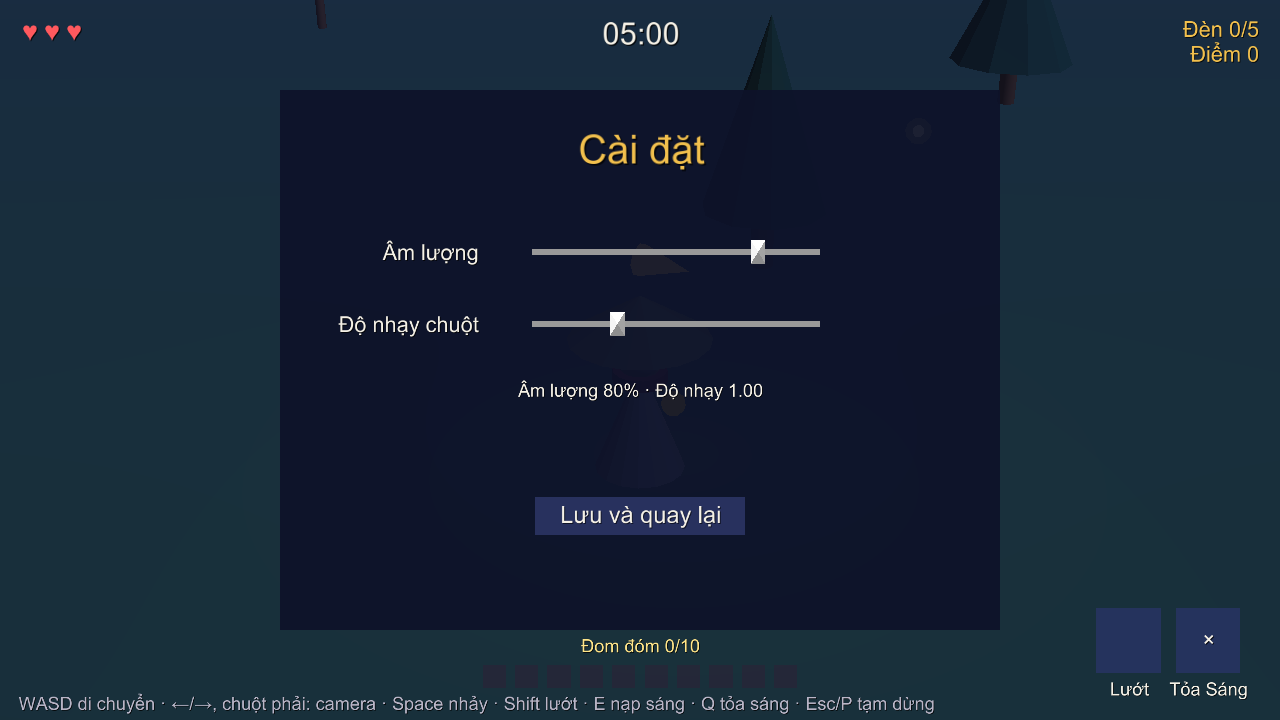 ♥ ♥ ♥
05:00
Đèn 0/5
Điểm 0
Cài đặt
Âm lượng
Độ nhạy chuột
Âm lượng 80% · Độ nhạy 1.00
Lưu và quay lại
Đom đóm 0/10
×
Lướt
Tỏa Sáng
WASD di chuyển · ←/→, chuột phải: camera · Space nhảy · Shift lướt · E nạp sáng · Q tỏa sáng · Esc/P tạm dừng